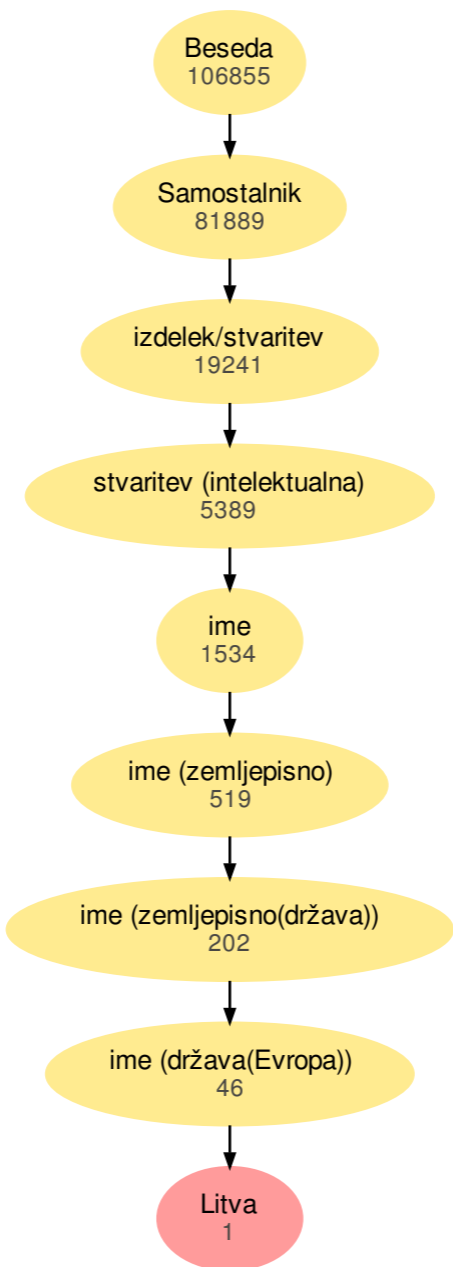 Beseda
106855
Samostalnik
81889
izdelek/stvaritev
19241
stvaritev (intelektualna)
5389
ime
1534
ime (zemljepisno)
519
ime (zemljepisno(država))
202
ime (država(Evropa))
46
Litva
1